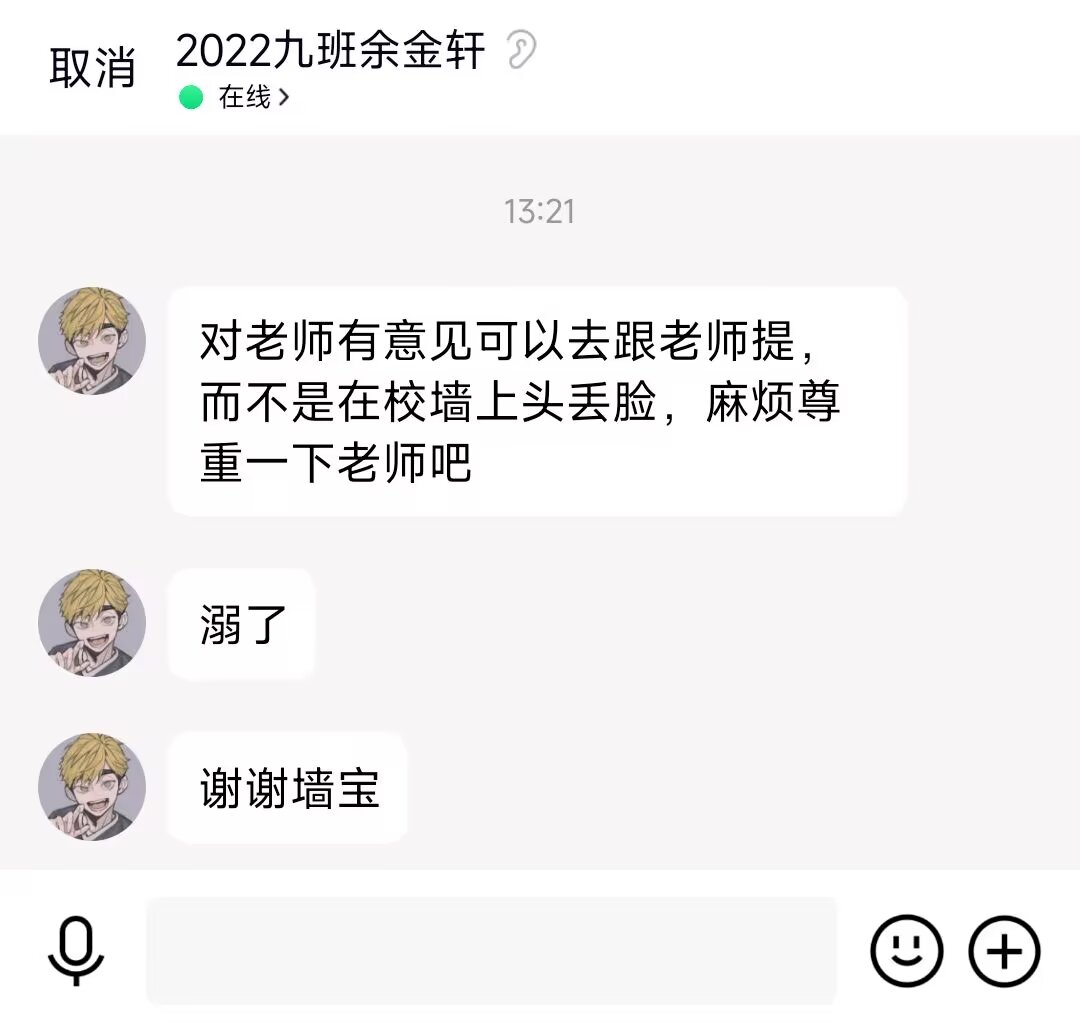 取消
2022九班余金轩
在线
13:21
对老师有意见可以去跟老师提，
而不是在校墙上头丢脸，麻烦尊
重一下老师吧
溺了
谢谢墙宝